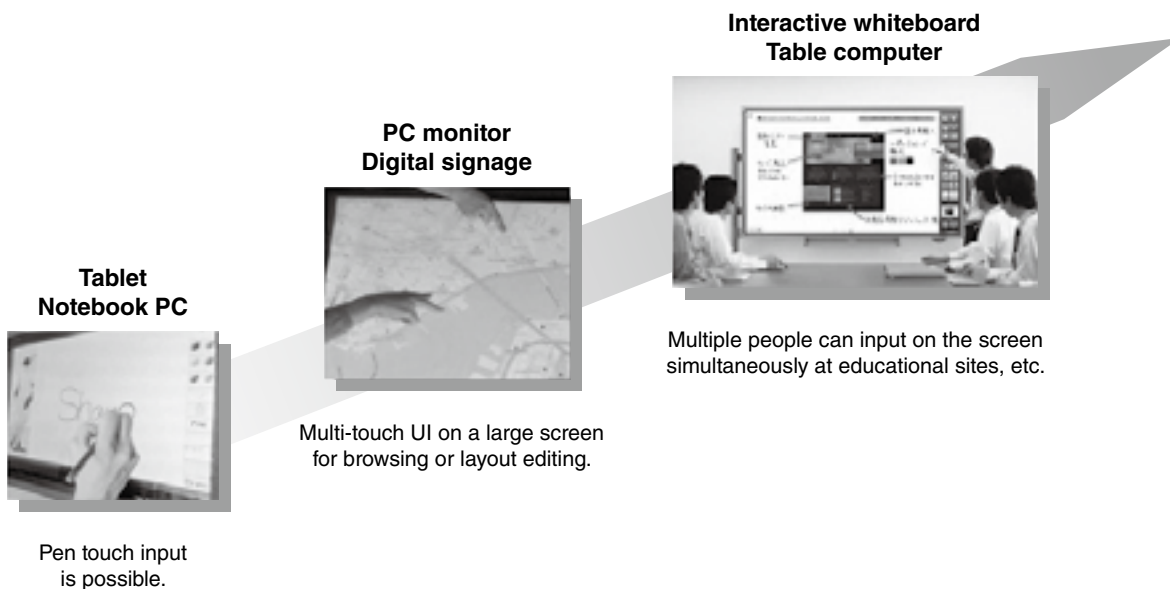 Interactive whiteboard
Table computer
PC monitor
Digital signage
Tablet
Notebook PC
Multiple people can input on the screen
simultaneously at educational sites, etc.
Multi-touch UI on a large screen
for browsing or layout editing.
Pen touch input
is possible.